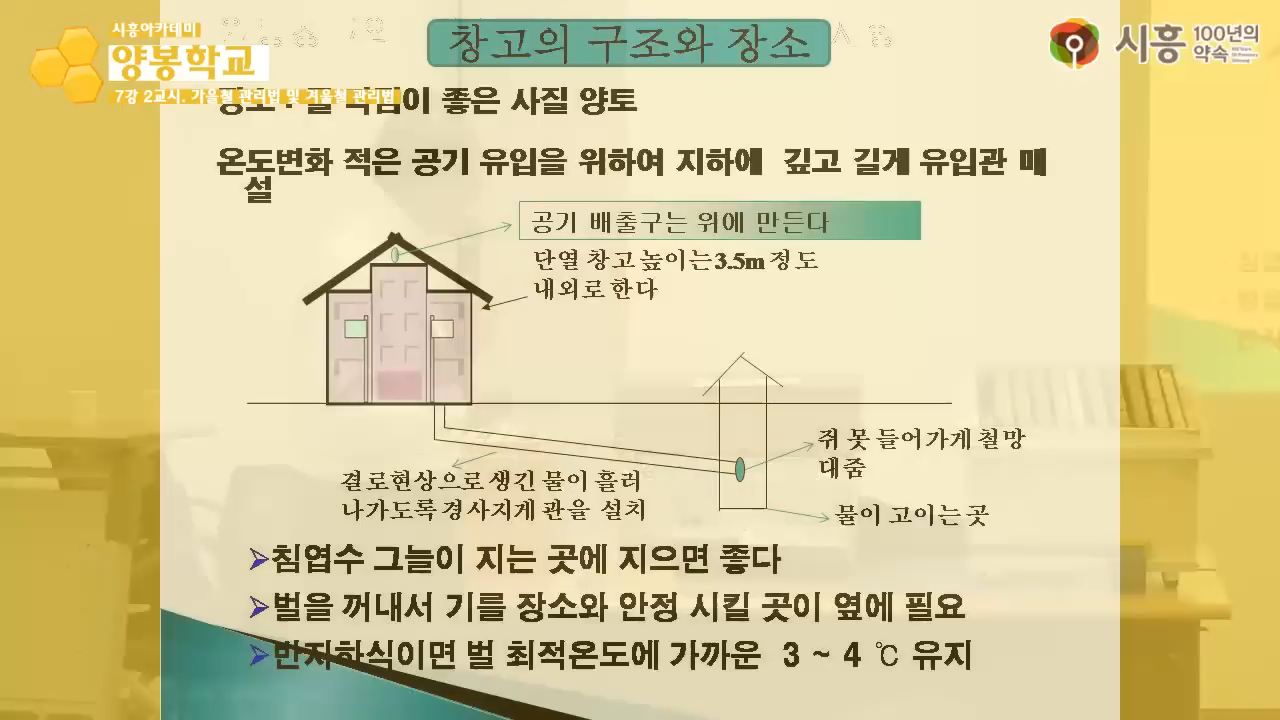 시흥아카데미
양봉학교
7강 2교시. 가을철 관리법 및 겨울철 관리법
창고의 구조와 장소
시흥 100년의 약속
좋은 사질 양토
온도변화 적은 공기 유입을 위하여 지하에 깊고 길게 유입관 매
설
공기 배출구는 위에 만든다
단열 창고 높이는 3.5m 정도
내외로 한다
쥐 못 들어가게 철망
대줌
결로현상으로 생긴 물이 흘러
나가도록 경사지게 관을 설치
물이 고이는 곳
➢침엽수 그늘이 지는 곳에 지으면 좋다
➢벌을 꺼내서 기를 장소와 안정 시킬 곳이 옆에 필요
➢반지하식이면 벌 최적온도에 가까운 3 ~ 4 ℃ 유지